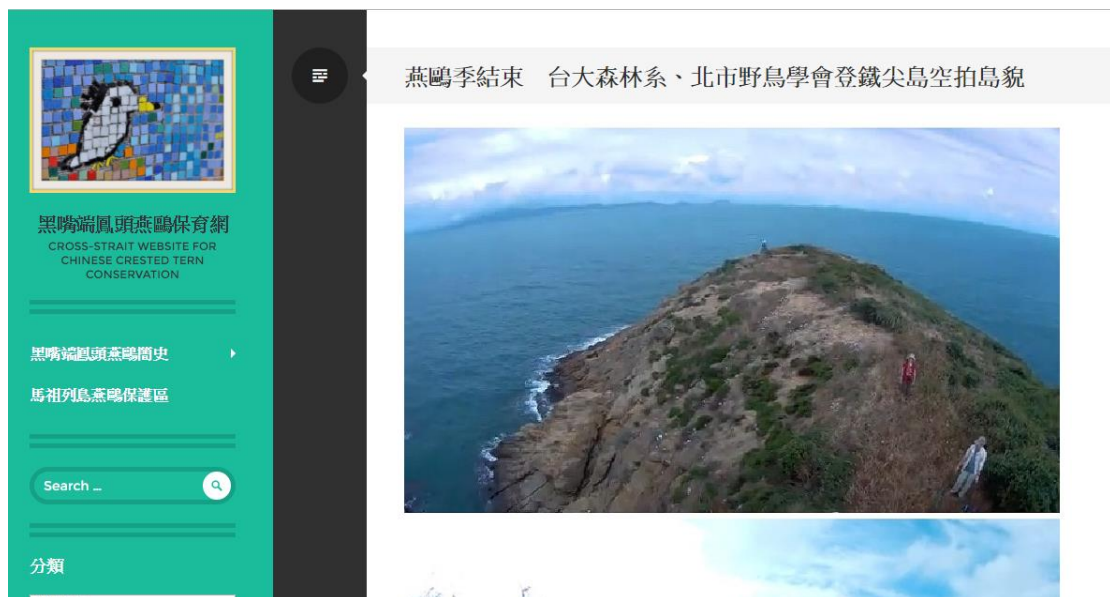 黑嘴端鳳頭燕鷗保育網
CROSS-STRAIT WEBSITE FOR
CHINESE CRESTED TERN
CONSERVATION
黑嘴端鳳頭燕鷗簡史
馬祖列島燕鷗保護區
Search ...
分類
燕鷗季結束　台大森林系、北市野鳥學會登鐵尖島空拍島貌